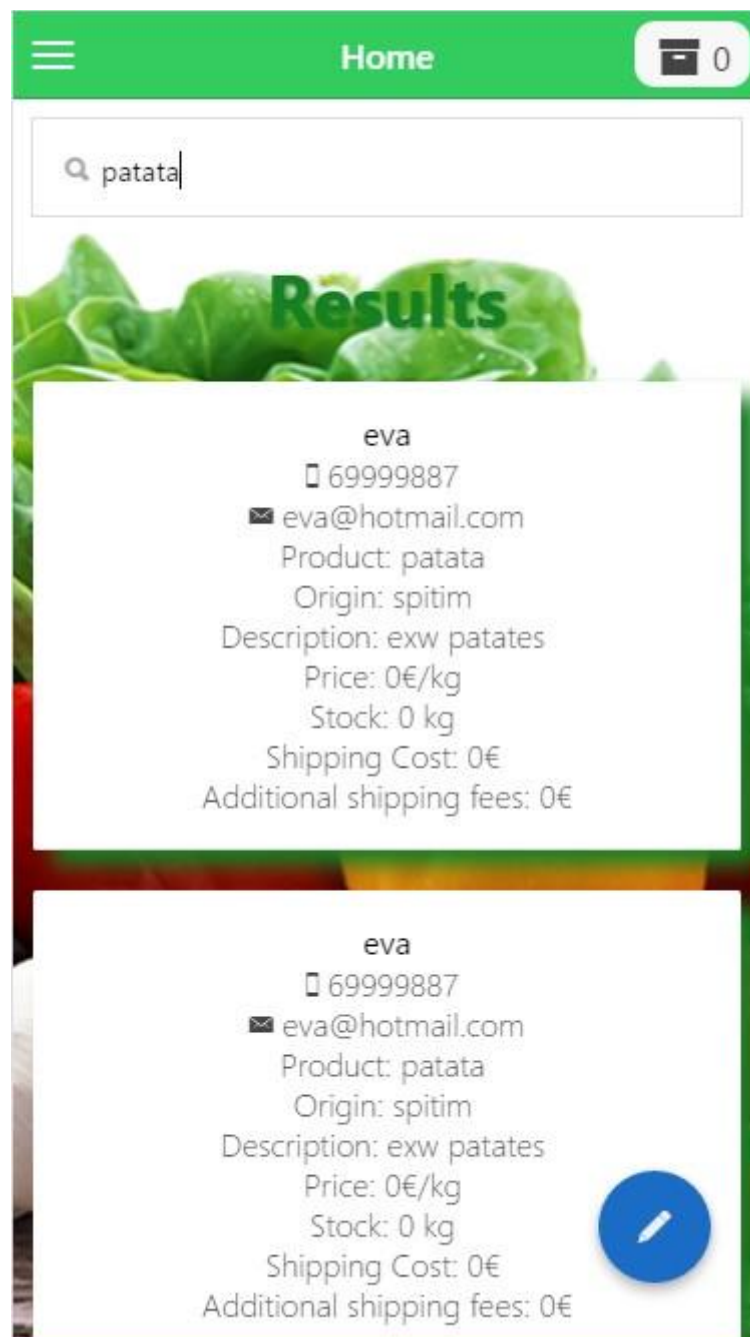 Home
0
patata
Results
eva
69999887
eva@hotmail.com
Product: patata
Origin: spitim
Description: exw patates
Price: 0€/kg
Stock: 0 kg
Shipping Cost: 0€
Additional shipping fees: 0€
eva
69999887
eva@hotmail.com
Product: patata
Origin: spitim
Description: exw patates
Price: 0€/kg
Stock: 0 kg
Shipping Cost: 0€
Additional shipping fees: 0€